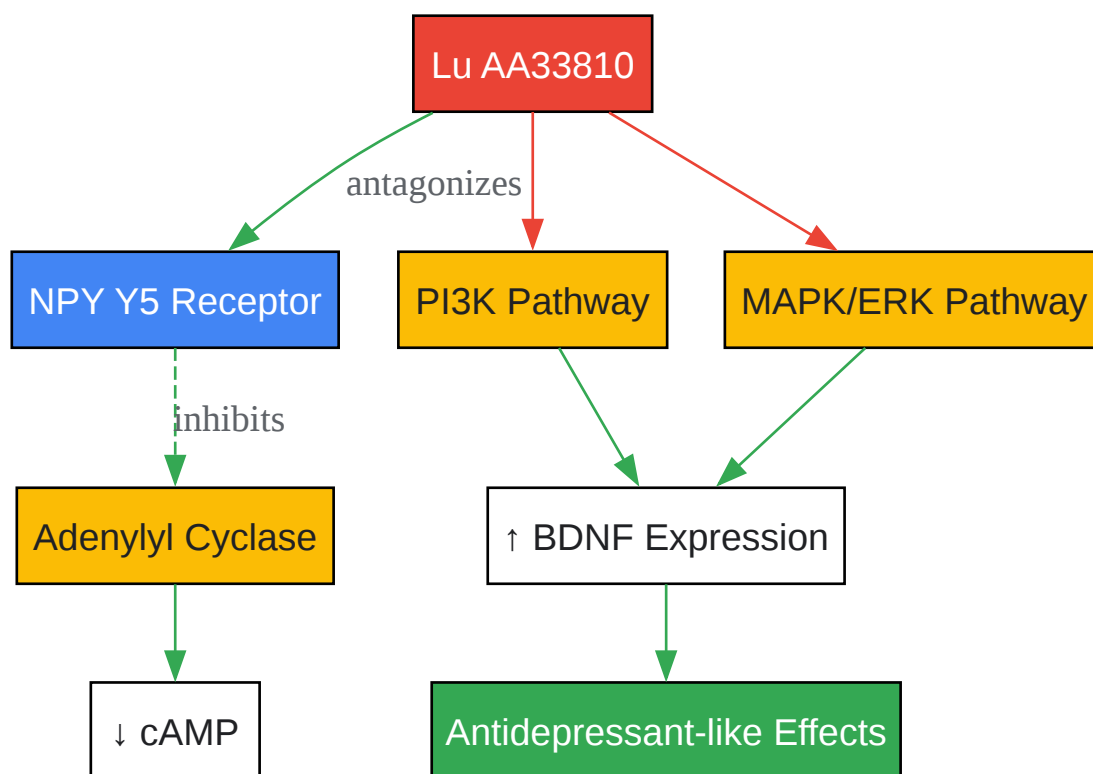 Lu AA33810
antagonizes
NPY Y5 Receptor
PI3K Pathway
MAPK/ERK Pathway
inhibits
Adenylyl Cyclase
↑ BDNF Expression
↓ cAMP
Antidepressant-like Effects